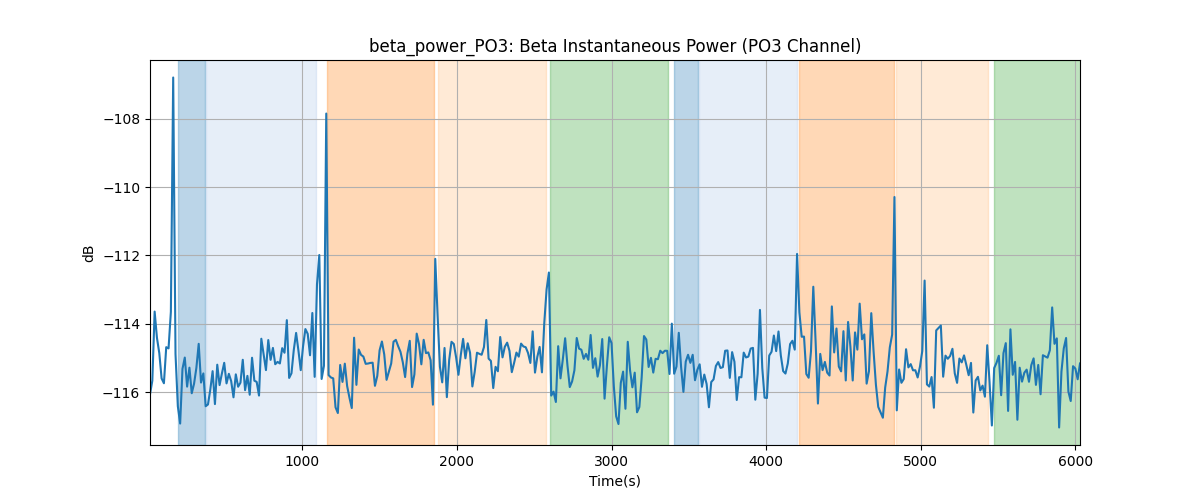 beta_power_PO3: Beta Instantaneous Power (PO3 Channel)
dB
−108
−110
−112
−114
−116
1000 2000 3000 4000 5000 6000
Time(s)